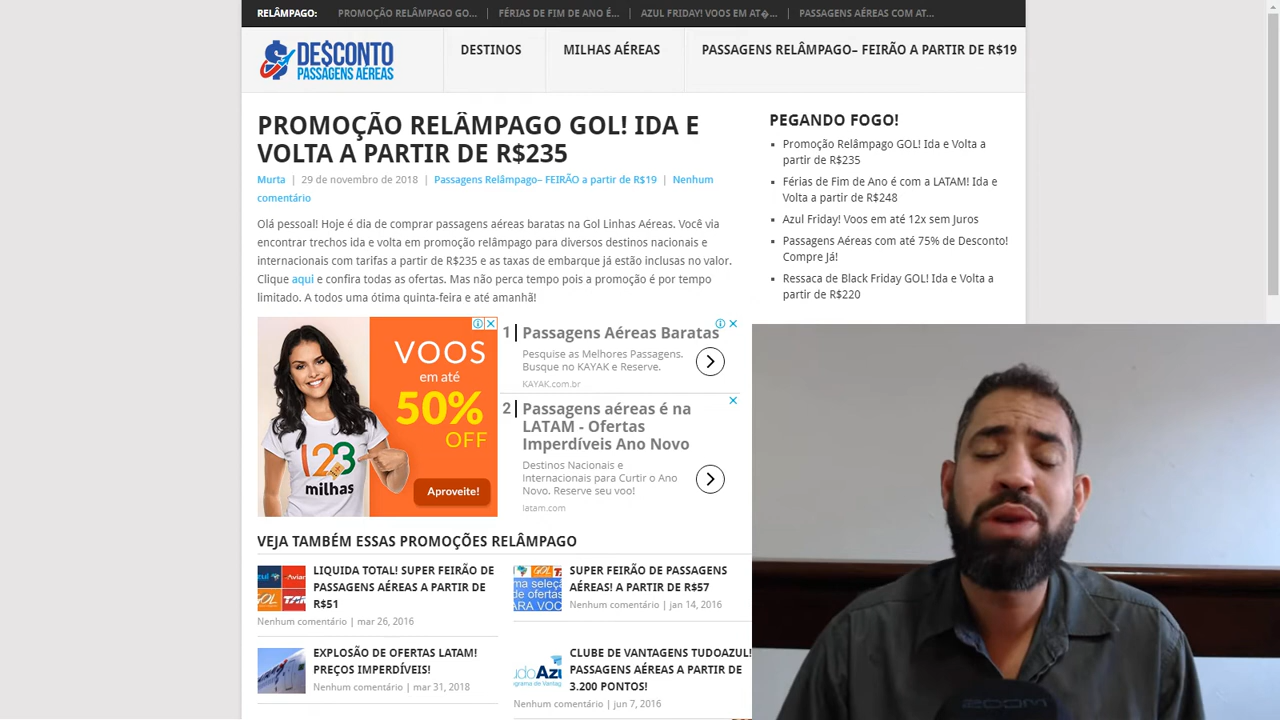 RELÂMPAGO:
PROMOÇÃO RELÂMPAGO GO...
FÉRIAS DE FIM DE ANO É...
AZUL FRIDAY! VOOS EM AT�...
PASSAGENS AÉREAS COM AT...
DESCONTO
PASSAGENS AÉREAS
DESTINOS
MILHAS AÉREAS
PASSAGENS RELÂMPAGO– FEIRÃO A PARTIR DE R$19
PROMOÇÃO RELÂMPAGO GOL! IDA E
VOLTA A PARTIR DE R$235
Murta | 29 de novembro de 2018 | Passagens Relâmpago– FEIRÃO a partir de R$19 | Nenhum
comentário
Olá pessoal! Hoje é dia de comprar passagens aéreas baratas na Gol Linhas Aéreas. Você via
encontrar trechos ida e volta em promoção relâmpago para diversos destinos nacionais e
internacionais com tarifas a partir de R$235 e as taxas de embarque já estão inclusas no valor.
Clique aqui e confira todas as ofertas. Mas não perca tempo pois a promoção é por tempo
limitado. A todos uma ótima quinta-feira e até amanhã!
PEGANDO FOGO!
Promoção Relâmpago GOL! Ida e Volta a
partir de R$235
Férias de Fim de Ano é com a LATAM! Ida e
Volta a partir de R$248
Azul Friday! Voos em até 12x sem Juros
Passagens Aéreas com até 75% de Desconto!
Compre Já!
Ressaca de Black Friday GOL! Ida e Volta a
partir de R$220
VOOS
em até
50%
OFF
Aproveite!
123
milhas
1 Passagens Aéreas Baratas
Pesquise as Melhores Passagens.
Busque no KAYAK e Reserve.
KAYAK.com.br
2 Passagens aéreas é na
LATAM - Ofertas
Imperdíveis Ano Novo
Destinos Nacionais e
Internacionais para Curtir o Ano
Novo. Reserve seu voo!
latam.com
VEJA TAMBÉM ESSAS PROMOÇÕES RELÂMPAGO
LIQUIDA TOTAL! SUPER FEIRÃO DE
PASSAGENS AÉREAS A PARTIR DE
R$51
Nenhum comentário | mar 26, 2016
SUPER FEIRÃO DE PASSAGENS
AÉREAS! A PARTIR DE R$57
Nenhum comentário | jan 14, 2016
EXPLOSÃO DE OFERTAS LATAM!
PREÇOS IMPERDÍVEIS!
Nenhum comentário | mar 31, 2018
CLUBE DE VANTAGENS TUDOAZUL!
PASSAGENS AÉREAS A PARTIR DE
3.200 PONTOS!
Nenhum comentário | jun 7, 2016
zoom